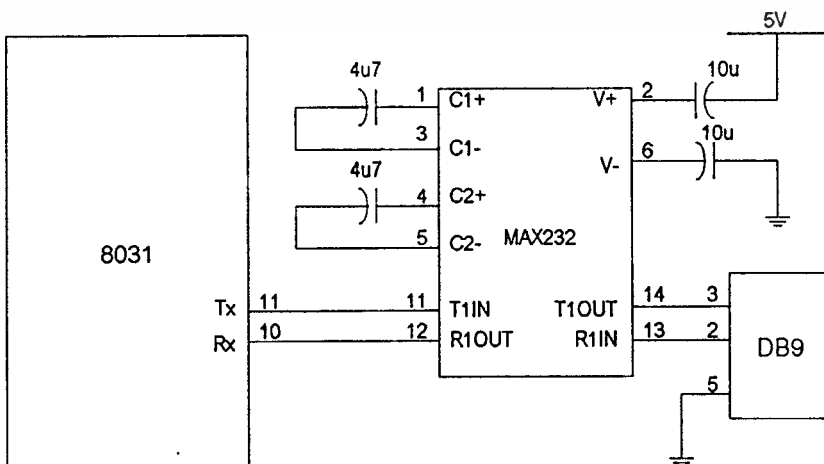 5V
4u7
10u
1
C1+
V+
2
3
C1-
10u
4u7
V-
6
4
C2+
5
C2-
MAX232
8031
Tx
11
11
T1IN
T1OUT
14
3
Rx
10
12
R1OUT
R1IN
13
2
DB9
5